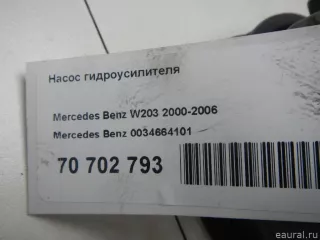 Насос гидроусилителя
Mercedes Benz W203 2000-2006
Mercedes Benz 0034664101
70 702 793
eaural.ru